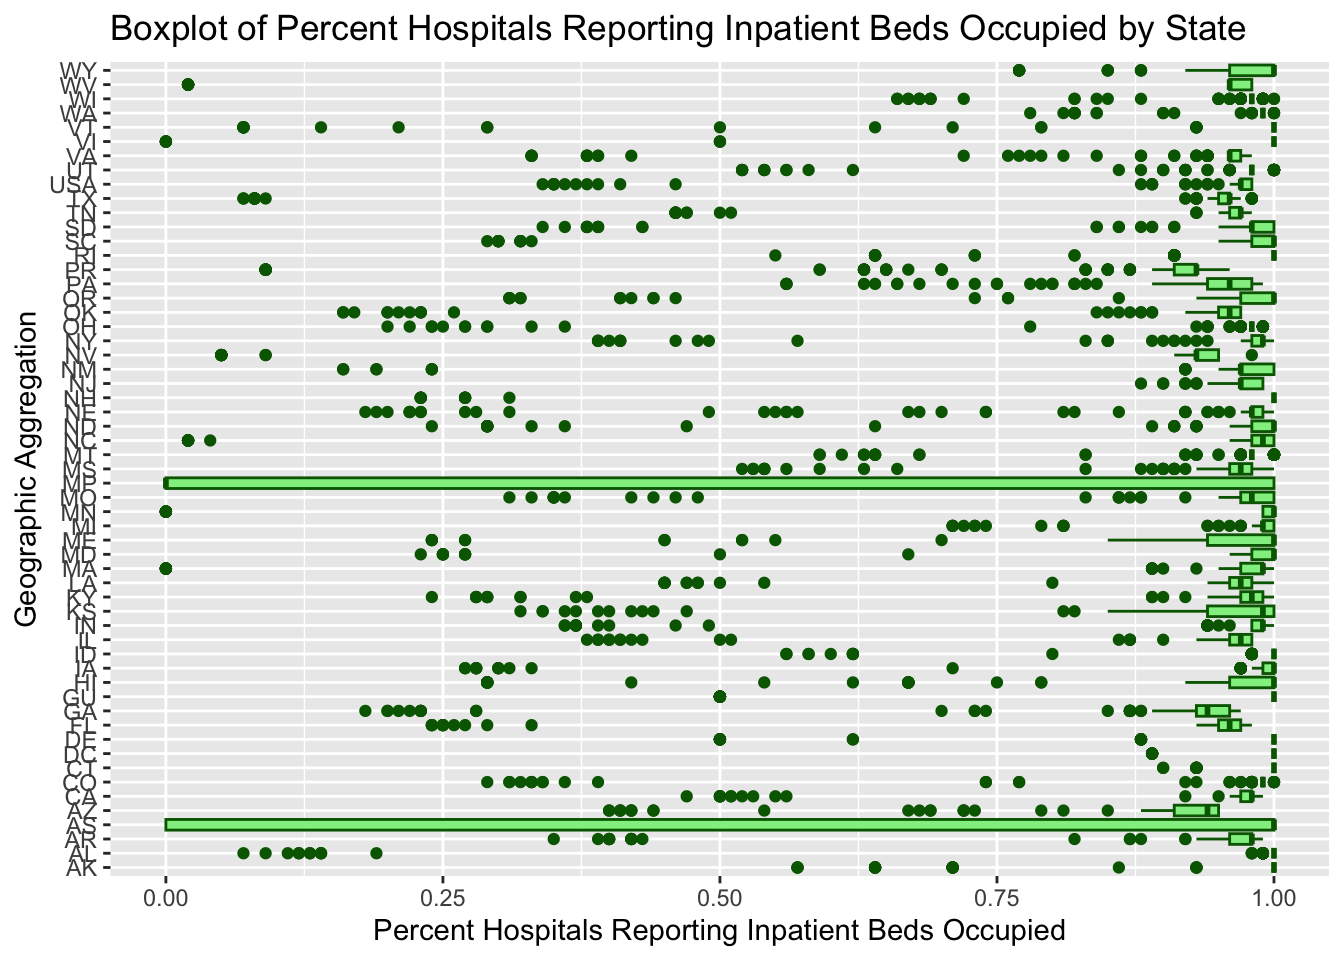 Boxplot of Percent Hospitals Reporting Inpatient Beds Occupied by State
Geographic Aggregation
WY
WV
WI
WA
VT
VI
VA
UT
USA
TX
TN
SD
SC
RI
PR
PA
OR
OK
OH
NY
NV
NM
NJ
NH
NE
ND
NC
MT
MS
MP
MO
MN
MI
ME
MD
MA
LA
KY
KS
IN
IL
ID
IA
HI
GU
GA
FL
DE
DC
CT
CO
CA
AZ
AS
AR
AL
AK
0.00 0.25 0.50 0.75 1.00
Percent Hospitals Reporting Inpatient Beds Occupied